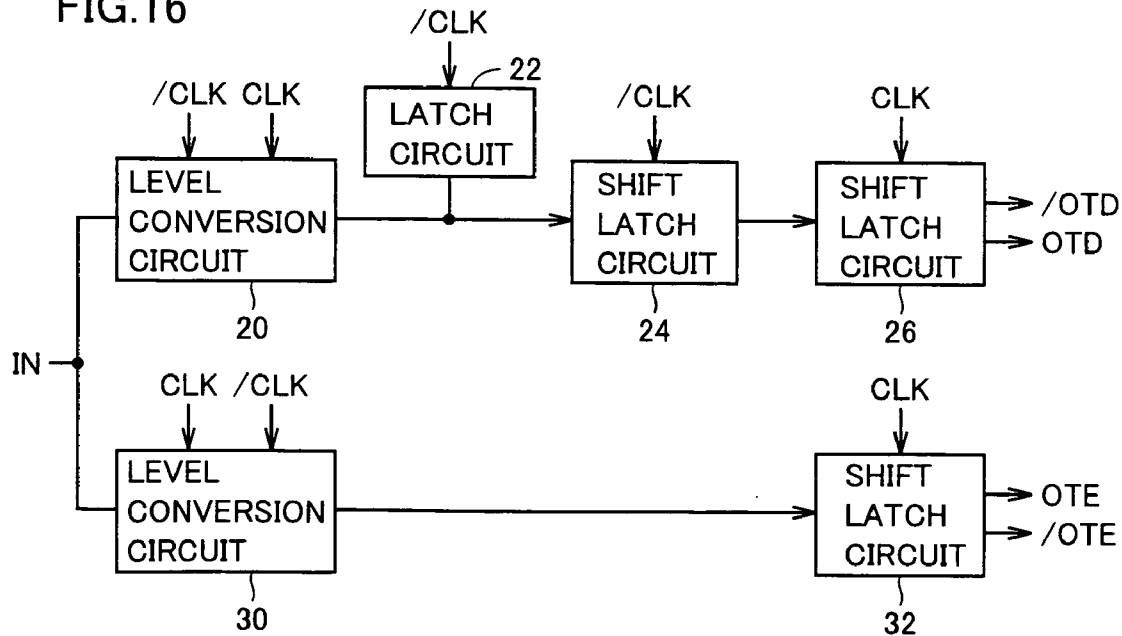 FIG.16
/CLK
22
LATCH
CIRCUIT
/CLK CLK
/CLK
CLK
LEVEL
CONVERSION
CIRCUIT
SHIFT
LATCH
CIRCUIT
SHIFT
LATCH
CIRCUIT
/OTD
OTD
20
24
26
IN
CLK /CLK
CLK
LEVEL
CONVERSION
CIRCUIT
SHIFT
LATCH
CIRCUIT
OTE
/OTE
30
32